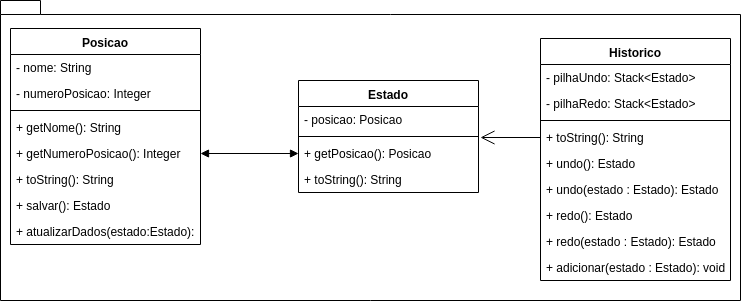 Posicao
- nome: String
- numeroPosicao: Integer
+ getNome(): String
+ getNumeroPosicao(): Integer
+ toString(): String
+ salvar(): Estado
+ atualizarDados(estado:Estado):
Estado
- posicao: Posicao
+ getPosicao(): Posicao
+ toString(): String
Historico
- pilhaUndo: Stack<Estado>
- pilhaRedo: Stack<Estado>
+ toString(): String
+ undo(): Estado
+ undo(estado : Estado): Estado
+ redo(): Estado
+ redo(estado : Estado): Estado
+ adicionar(estado : Estado): void